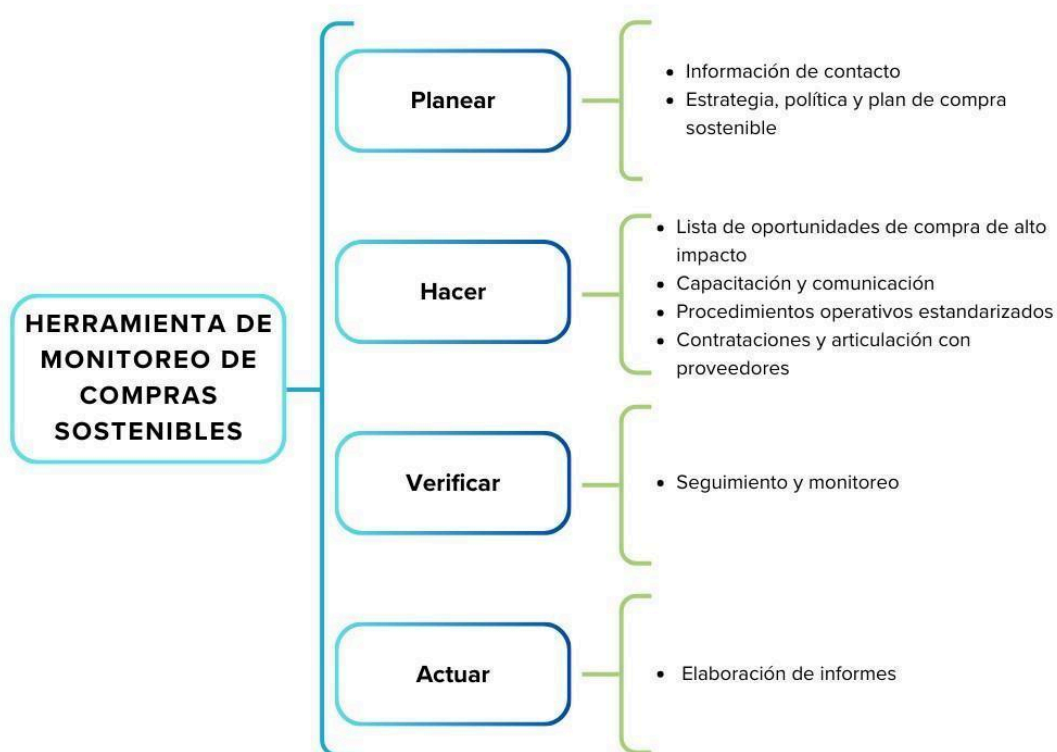 HERRAMIENTA DE
MONITOREO DE
COMPRAS
SOSTENIBLES
Planear
• Información de contacto
• Estrategia, política y plan de compra
sostenible
Hacer
• Lista de oportunidades de compra de alto
impacto
• Capacitación y comunicación
• Procedimientos operativos estandarizados
• Contrataciones y articulación con
proveedores
Verificar
• Seguimiento y monitoreo
Actuar
• Elaboración de informes